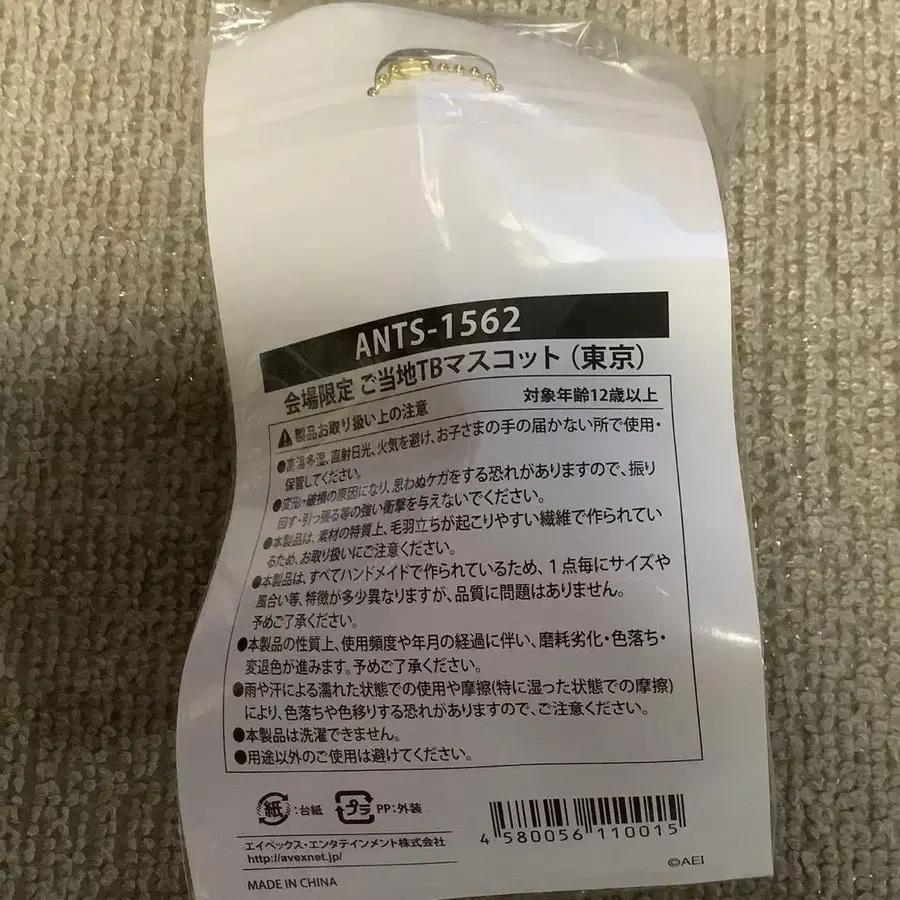 ANTS-1562
会場限定 ご当地TBマスコット（東京）
⚠製品お取り扱い上の注意 対象年齢12歳以上
●高温多湿、直射日光、火気を避け、お子さまの手の届かない所で使用・
保管してください。
●変形・破損の原因になり、思わぬケガをする恐れがありますので、振り
回す・引っ張る等の強い衝撃を与えないでください。
●本製品は、素材の特質上、毛羽立ちが起こりやすい繊維で作られてい
るため、お取り扱いにご注意ください。
●本製品は、すべてハンドメイドで作られているため、1点毎にサイズや
風合い等、特徴が多少異なりますが、品質に問題はありません。
予めご了承ください。
●本製品の性質上、使用頻度や年月の経過に伴い、磨耗劣化・色落ち・
変退色が進みます。予めご了承ください。
●雨や汗による濡れた状態での使用や摩擦(特に湿った状態での摩擦)
により、色落ちや色移りする恐れがありますので、ご注意ください。
●本製品は洗濯できません。
●用途以外のご使用は避けてください。
紙:台紙 プラ PP:外装
エイベックス・エンタテインメント株式会社
http://avexnet.jp/
MADE IN CHINA
4 580056 110015
©AEI